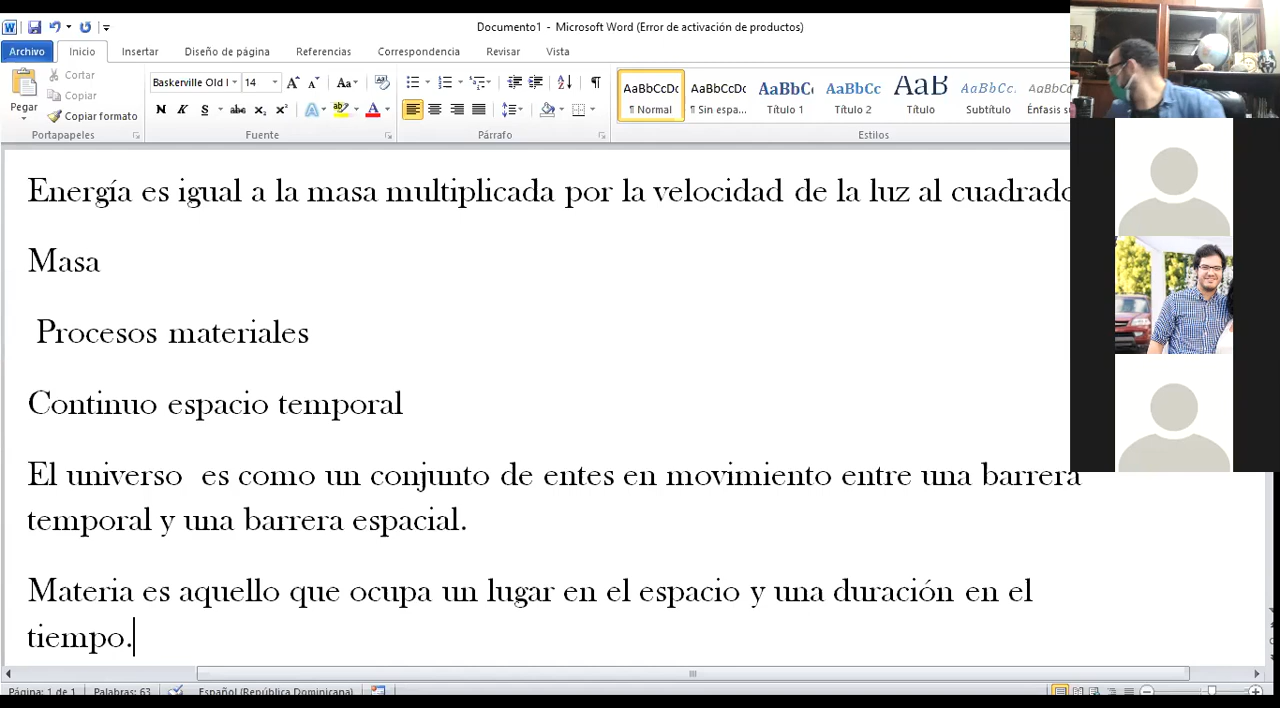 Documento1 - Microsoft Word (Error de activación de productos)
Archivo Inicio Insertar Diseño de página Referencias Correspondencia Revisar Vista
Pegar
Cortar
Copiar
Copiar formato
Portapapeles
Baskerville Old 14
Fuente
Párrafo
AaBbCcDc AaBbCcDc AaBbC AaBbCc AaB AaBbCc. AaBbCc
¶ Normal ¶ Sin espa... Título 1 Título 2 Título Subtítulo Énfasis
Estilos
Energía es igual a la masa multiplicada por la velocidad de la luz al cuadrado
Masa
Procesos materiales
Continuo espacio temporal
El universo es como un conjunto de entes en movimiento entre una barrera
temporal y una barrera espacial.
Materia es aquello que ocupa un lugar en el espacio y una duración en el
tiempo.
Página: 1 de 1 Palabras: 63 Español (República Dominicana)